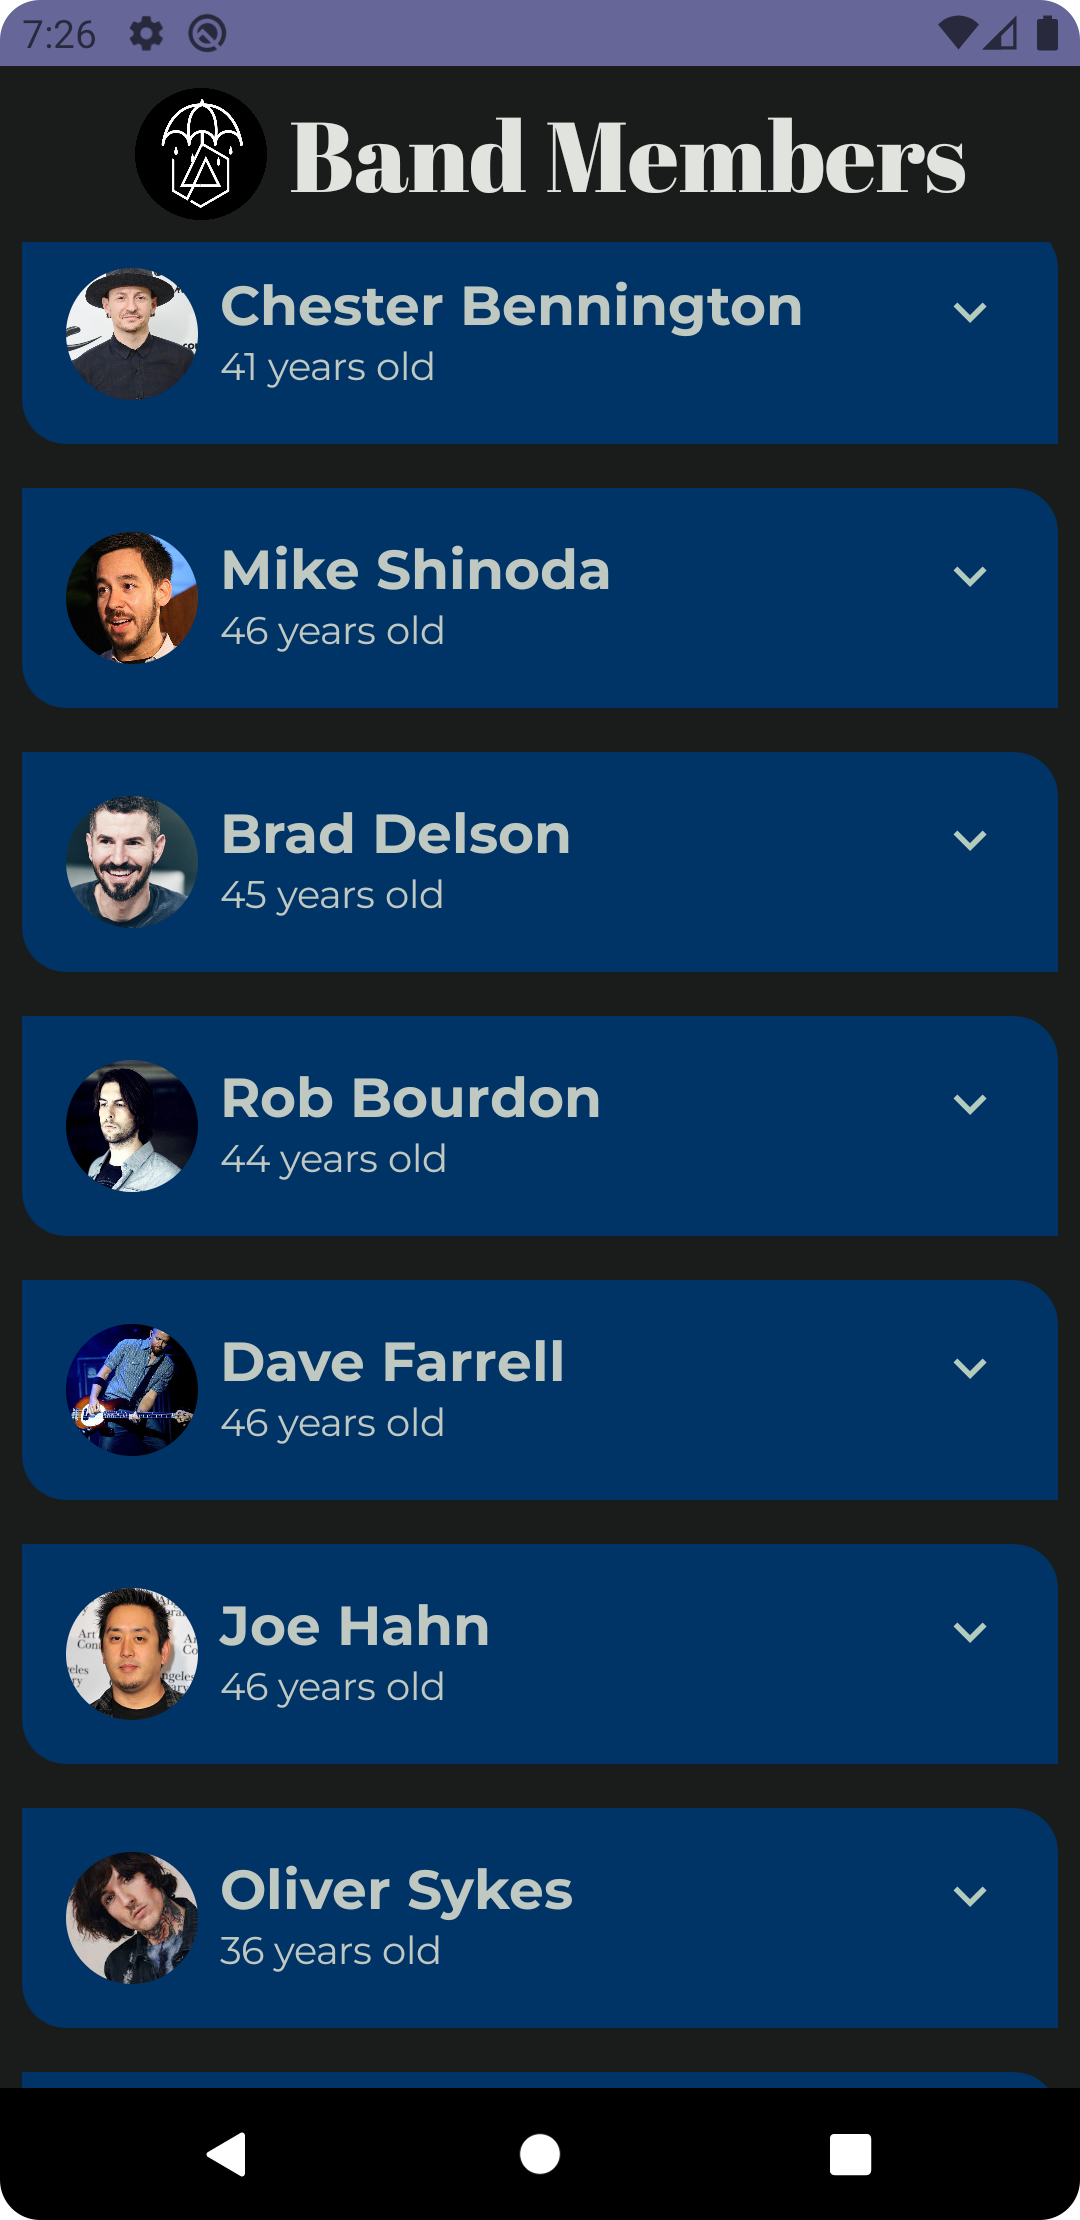 7:26
Band Members
Chester Bennington
41 years old
Mike Shinoda
46 years old
Brad Delson
45 years old
Rob Bourdon
44 years old
Dave Farrell
46 years old
Joe Hahn
46 years old
Oliver Sykes
36 years old